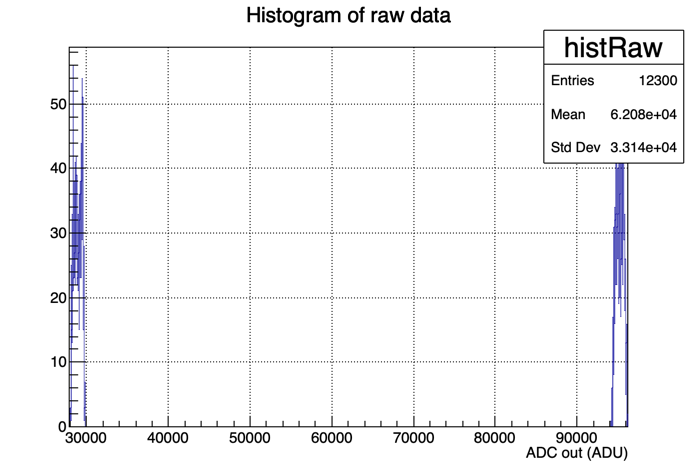 Histogram of raw data
histRaw
Entries 12300
Mean 6.208e+04
Std Dev 3.314e+04
50
40
30
20
10
0
30000 40000 50000 60000 70000 80000 90000
ADC out (ADU)